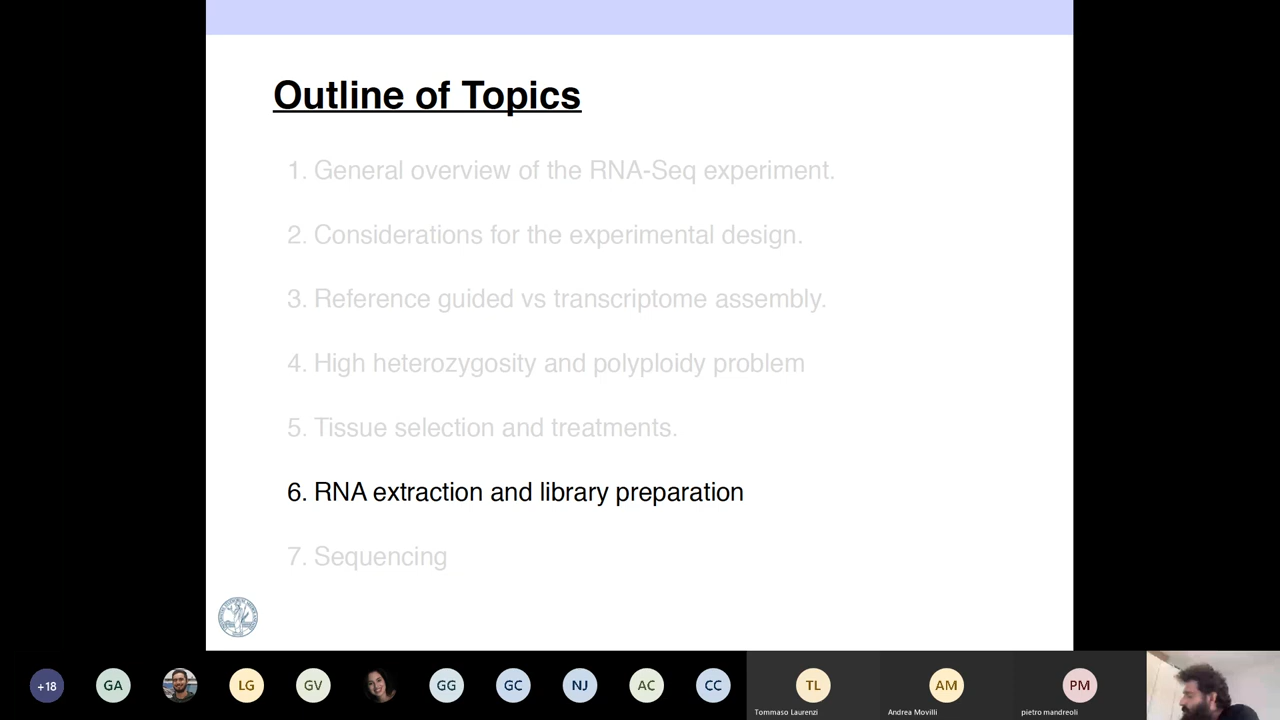 Outline of Topics
1. General overview of the RNA-Seq experiment.
2. Considerations for the experimental design.
3. Reference guided vs transcriptome assembly.
4. High heterozygosity and polyploidy problem
5. Tissue selection and treatments.
6. RNA extraction and library preparation
7. Sequencing
+18
GA
LG
GV
GG
GC
NJ
AC
CC
TL
AM
PM
Tommaso Laurenzi
Andrea Movilli
pietro mandreoli